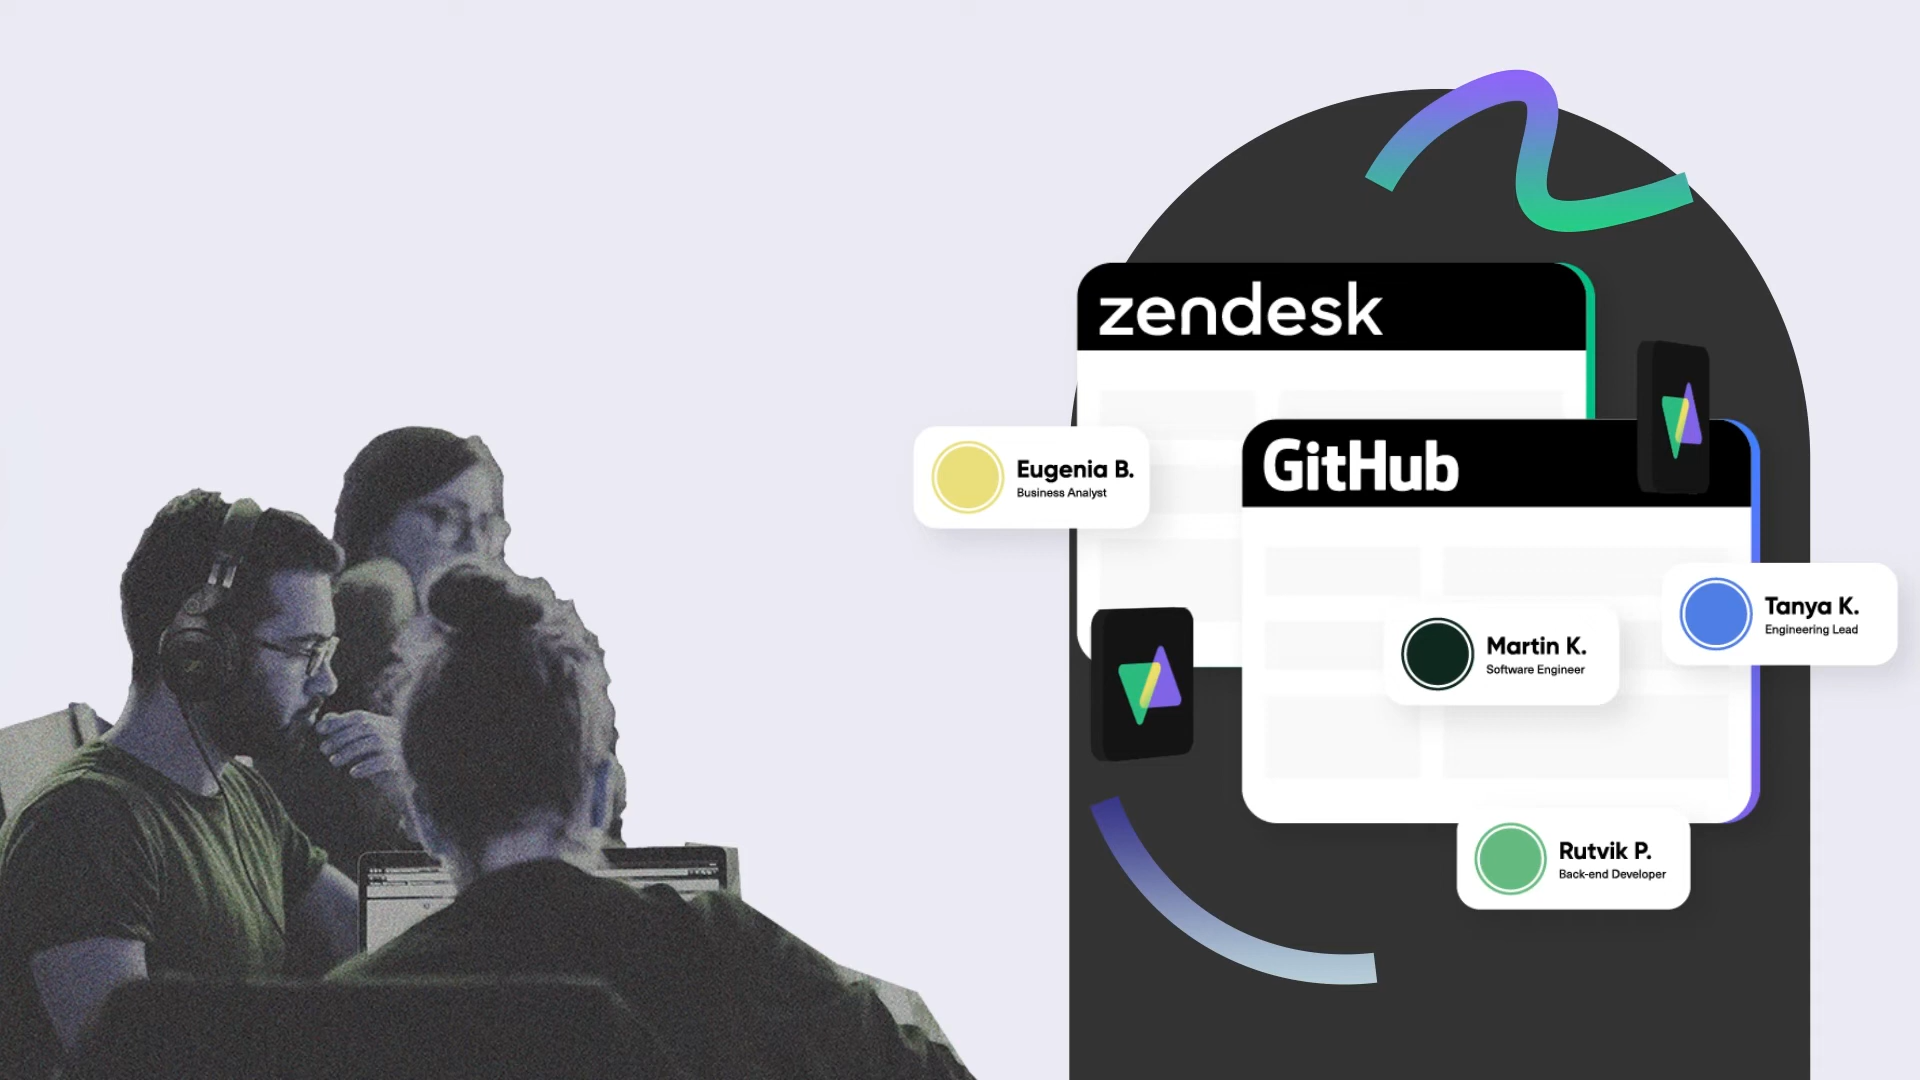 zendesk
GitHub
Eugenia B.
Business Analyst
Tanya K.
Engineering Lead
Martin K.
Software Engineer
Rutvik P.
Back-end Developer